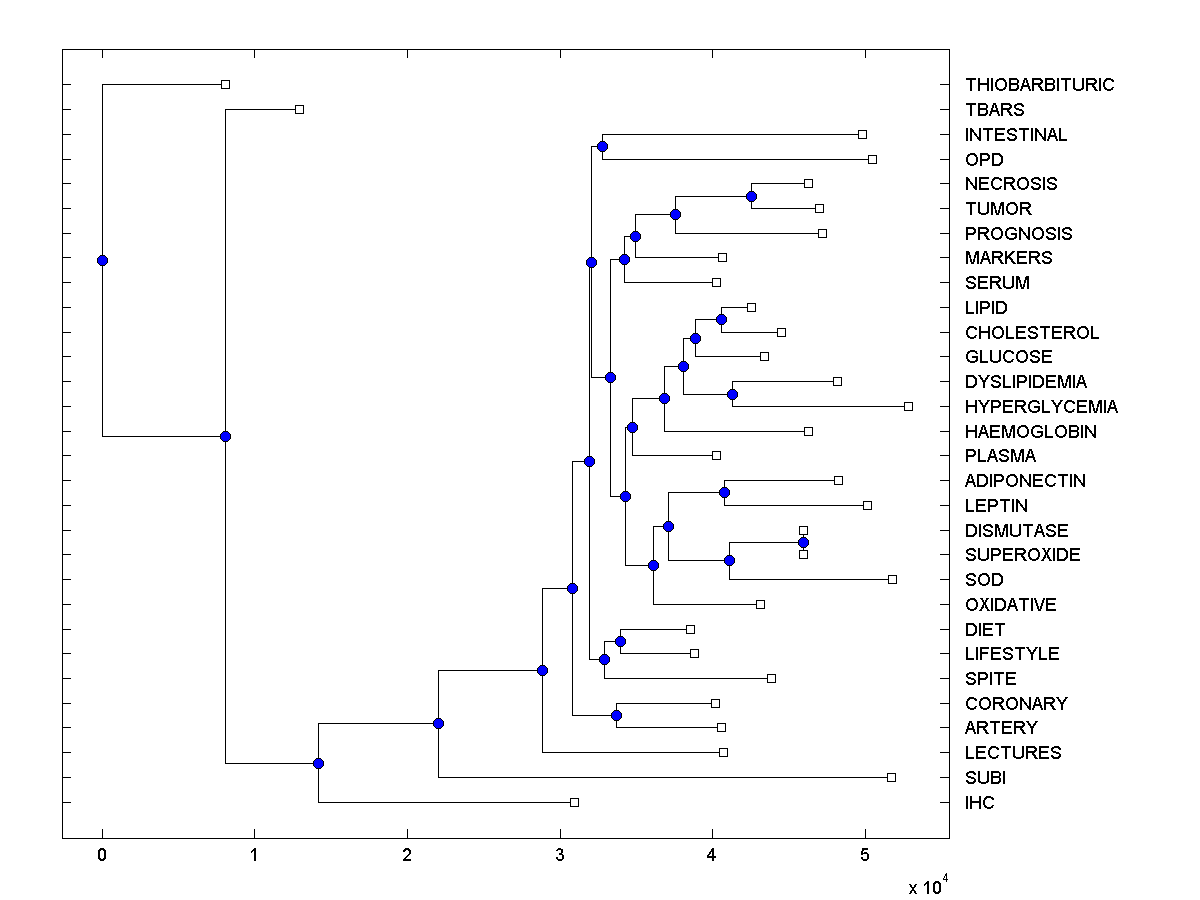 THIOBARBITURIC
TBARS
INTESTINAL
OPD
NECROSIS
TUMOR
PROGNOSIS
MARKERS
SERUM
LIPID
CHOLESTEROL
GLUCOSE
DYSLIPIDEMIA
HYPERGLYCEMIA
HAEMOGLOBIN
PLASMA
ADIPONECTIN
LEPTIN
DISMUTASE
SUPEROXIDE
SOD
OXIDATIVE
DIET
LIFESTYLE
SPITE
CORONARY
ARTERY
LECTURES
SUBI
IHC
0 1 2 3 4 5
x 10^4